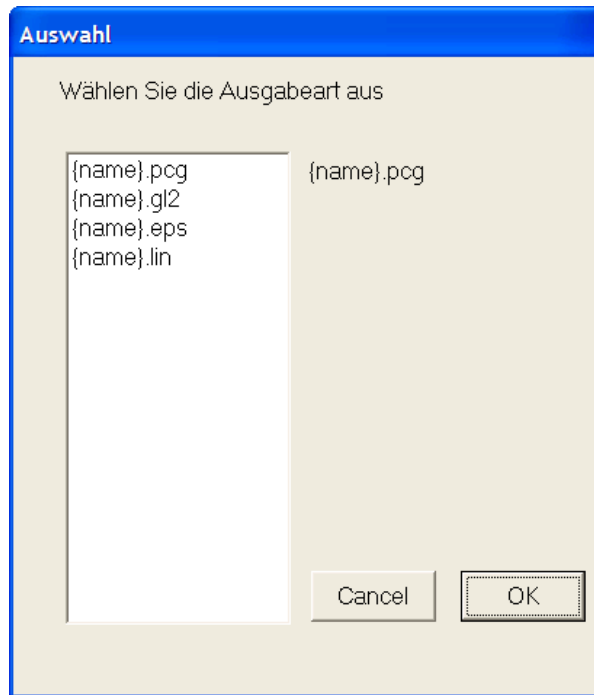 Auswahl
Wählen Sie die Ausgabeart aus
{name}.pcg
{name}.gl2
{name}.eps
{name}.lin
{name}.pcg
Cancel
OK